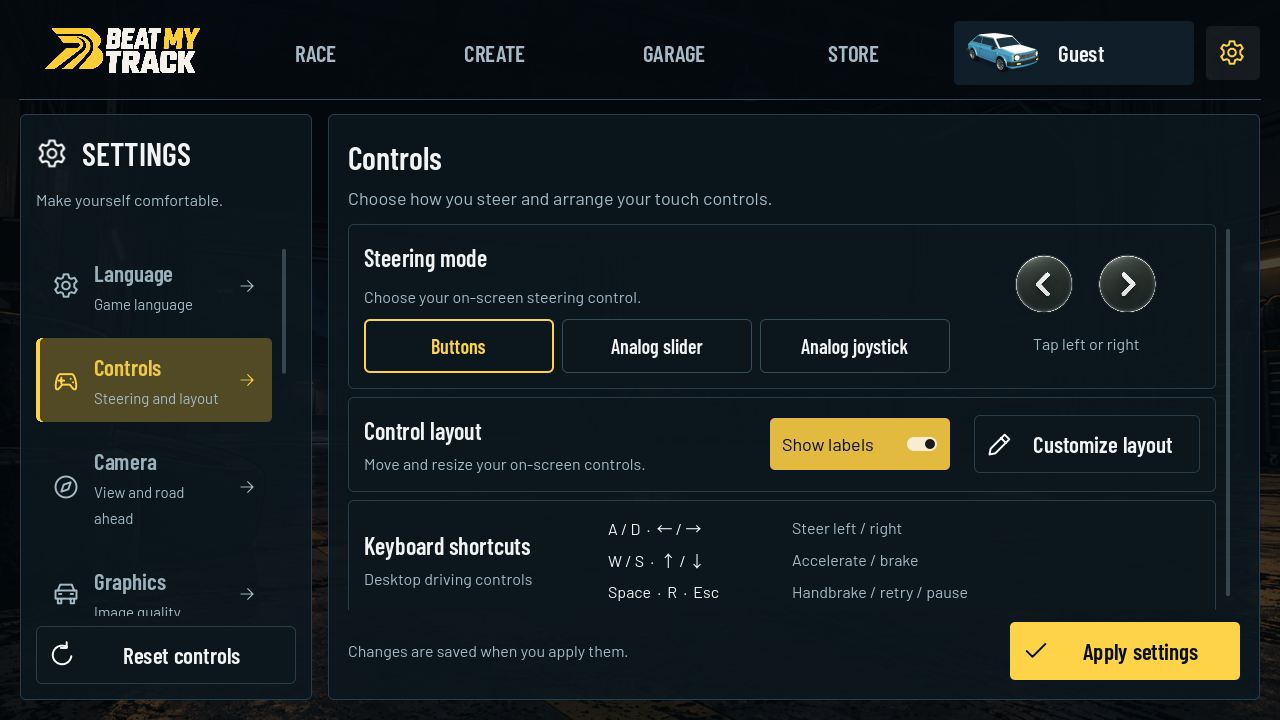 BEAT MY TRACK
RACE
CREATE
GARAGE
STORE
Guest
SETTINGS
Make yourself comfortable.
Language
Game language
Controls
Steering and layout
Camera
View and road
ahead
Graphics
Image quality
Reset controls
Controls
Choose how you steer and arrange your touch controls.
Steering mode
Choose your on-screen steering control.
Buttons
Analog slider
Analog joystick
Tap left or right
Control layout
Move and resize your on-screen controls.
Show labels
Customize layout
Keyboard shortcuts
Desktop driving controls
A / D · ← / →
Steer left / right
W / S · ↑ / ↓
Accelerate / brake
Space · R · Esc
Handbrake / retry / pause
Changes are saved when you apply them.
Apply settings